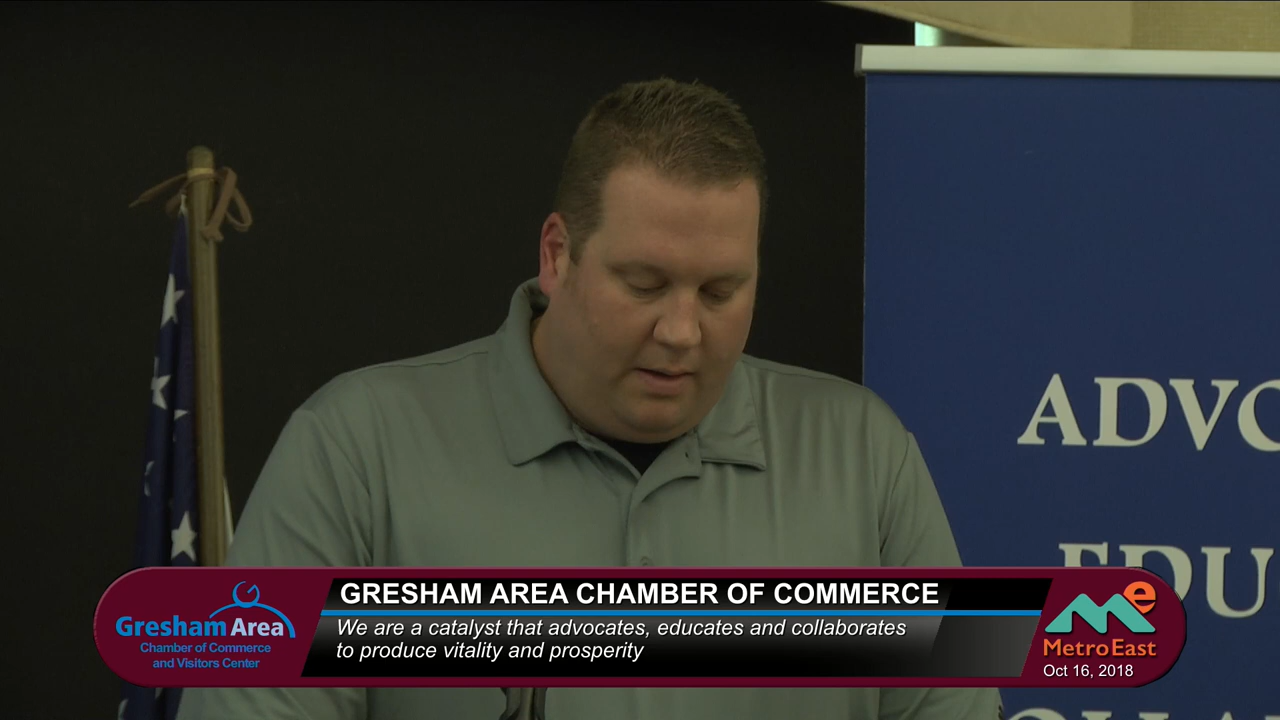 ADVO
EDU
GRESHAM AREA CHAMBER OF COMMERCE
We are a catalyst that advocates, educates and collaborates
to produce vitality and prosperity
Gresham Area
Chamber of Commerce
and Visitors Center
Me
MetroEast
Oct 16, 2018